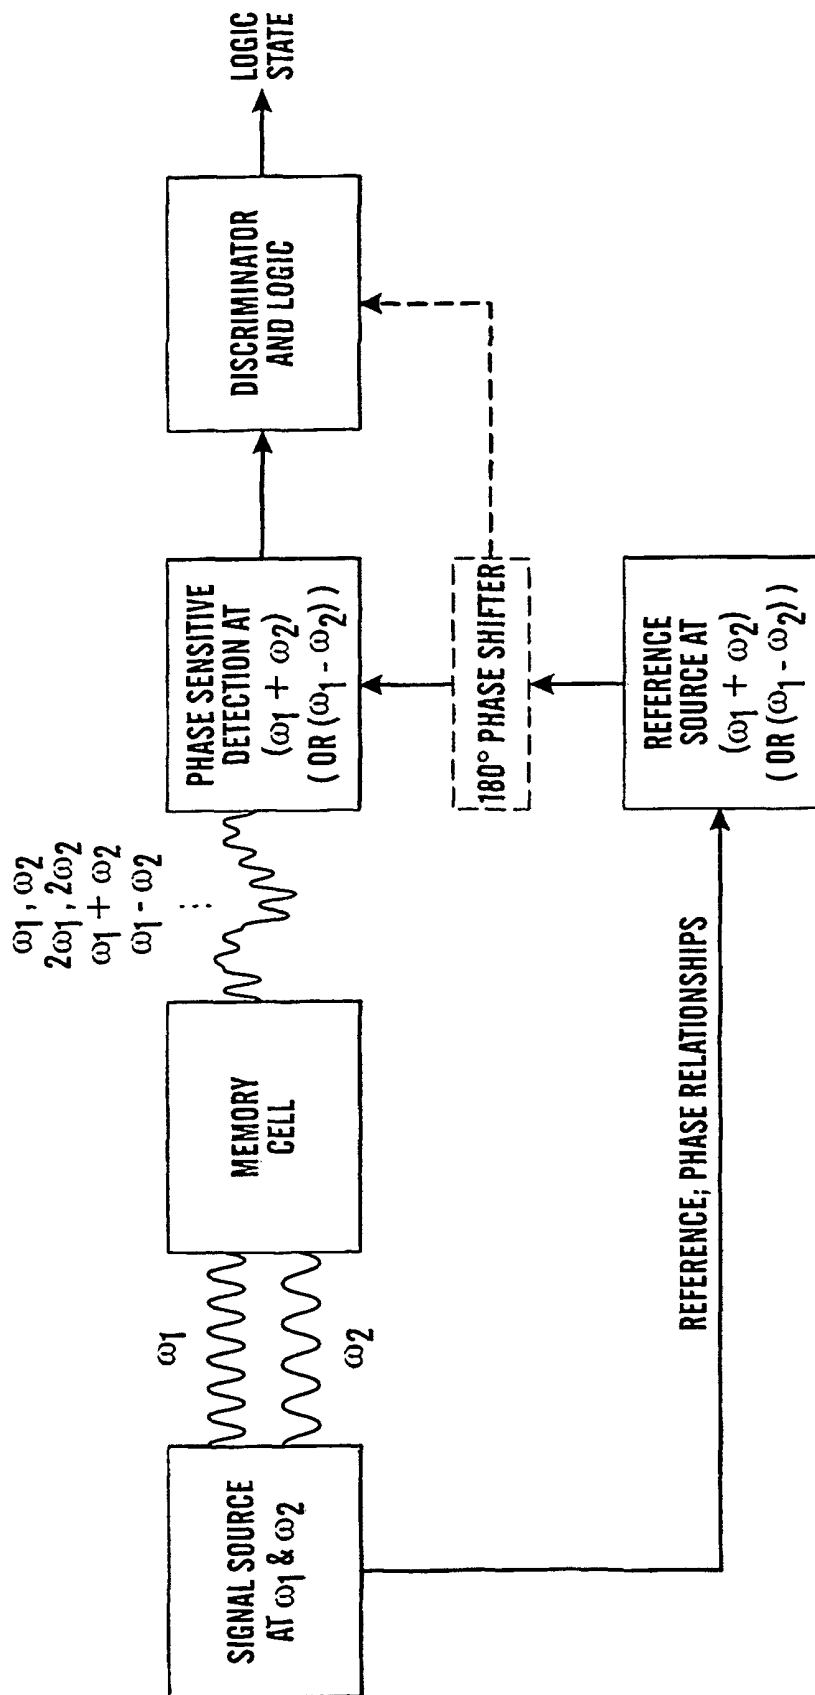 SIGNAL SOURCE
AT ω1 & ω2
ω1
ω2
MEMORY
CELL
ω1, ω2
2ω1, 2ω2
ω1 + ω2
ω1 - ω2
⋮
PHASE SENSITIVE
DETECTION AT
(ω1 + ω2)
(OR (ω1 - ω2))
DISCRIMINATOR
AND LOGIC
LOGIC
STATE
180° PHASE SHIFTER
REFERENCE
SOURCE AT
(ω1 + ω2)
(OR (ω1 - ω2))
REFERENCE; PHASE RELATIONSHIPS